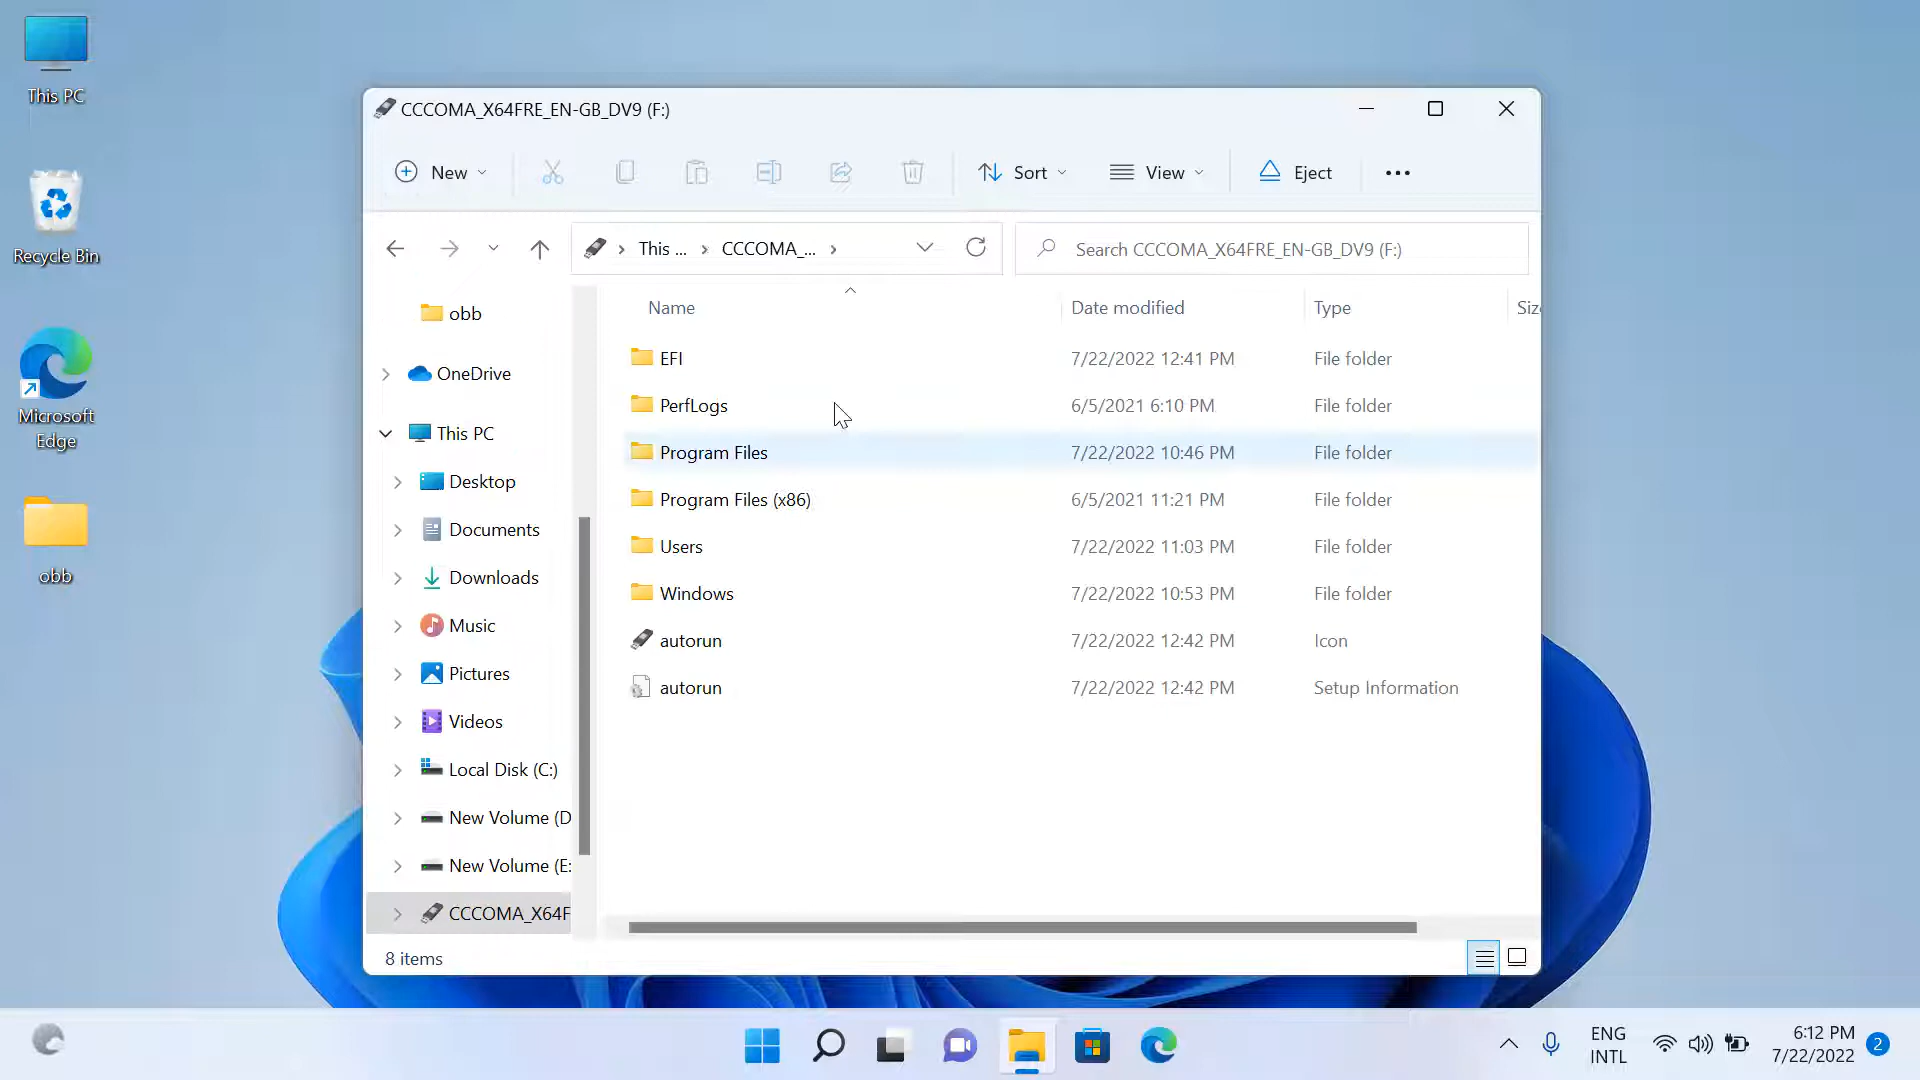 This PC
Recycle Bin
Microsoft
Edge
obb
CCCOMA_X64FRE_EN-GB_DV9 (F:)
New
Sort
View
Eject
This ...
CCCOMA_...
Search CCCOMA_X64FRE_EN-GB_DV9 (F:)
obb
OneDrive
This PC
Desktop
Documents
Downloads
Music
Pictures
Videos
Local Disk (C:)
New Volume (D
New Volume (E:
CCCOMA_X64F
Name Date modified Type Siz
EFI 7/22/2022 12:41 PM File folder
PerfLogs 6/5/2021 6:10 PM File folder
Program Files 7/22/2022 10:46 PM File folder
Program Files (x86) 6/5/2021 11:21 PM File folder
Users 7/22/2022 11:03 PM File folder
Windows 7/22/2022 10:53 PM File folder
autorun 7/22/2022 12:42 PM Icon
autorun 7/22/2022 12:42 PM Setup Information
8 items
ENG
INTL
6:12 PM
7/22/2022
2